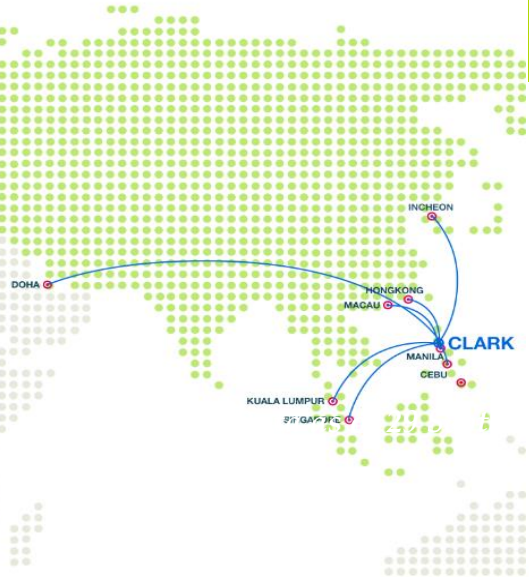 INCHEON
DOHA
HONGKONG
MACAU
CLARK
MANILA
CEBU
KUALA LUMPUR